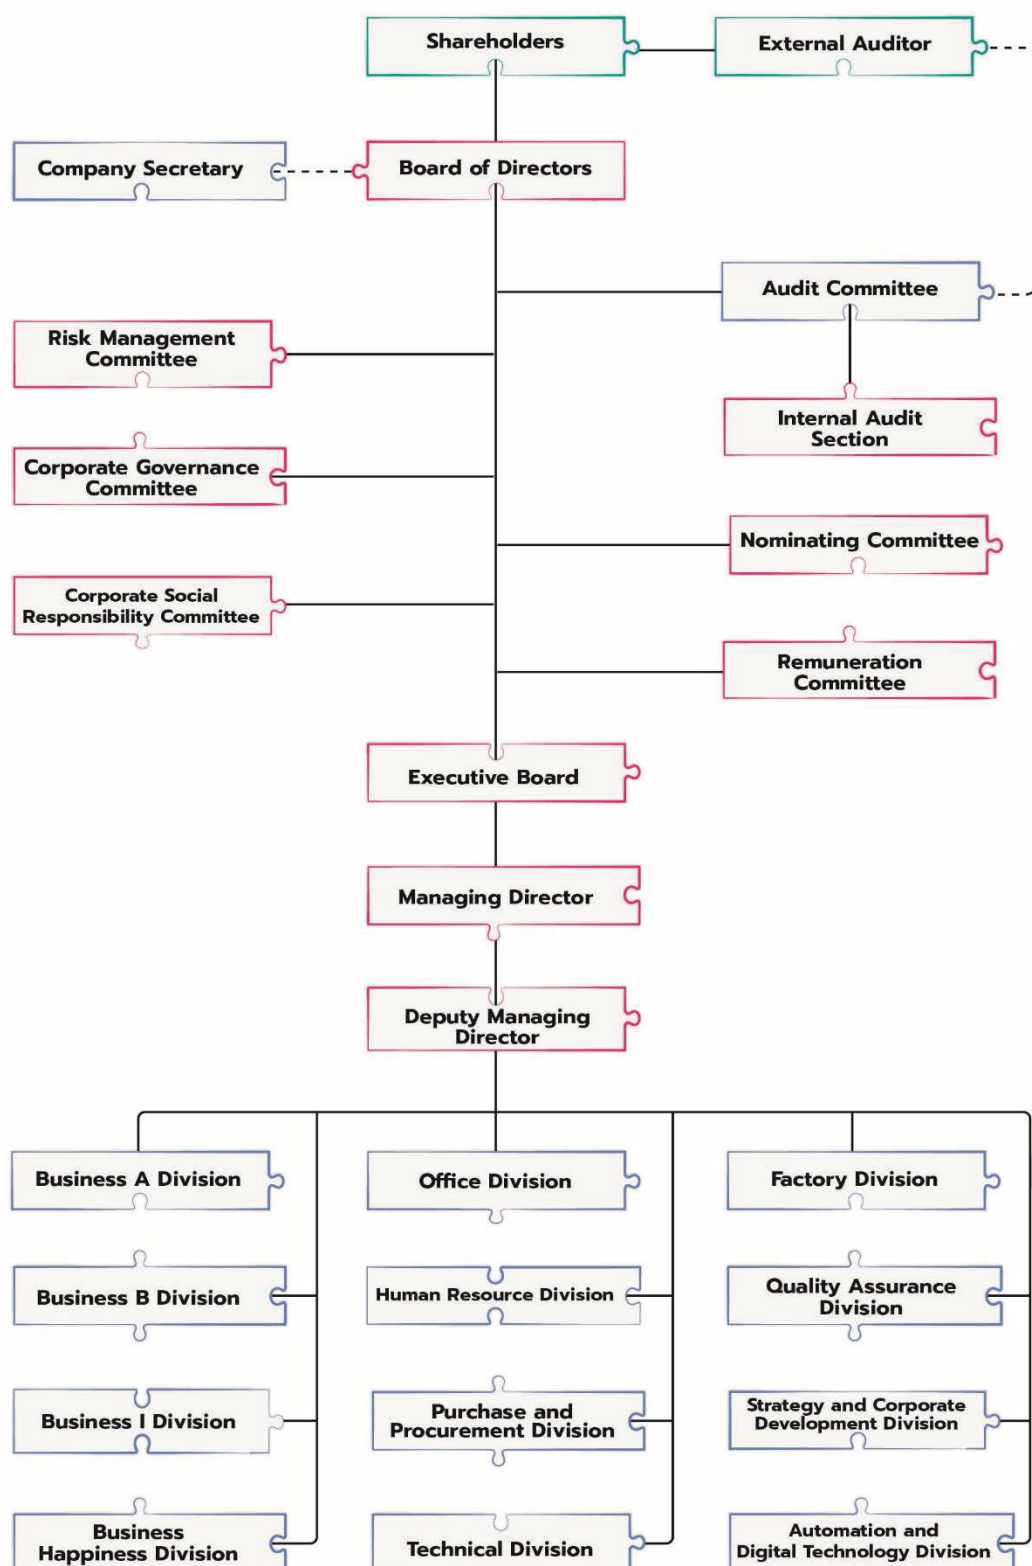 Shareholders
External Auditor
Company Secretary
Board of Directors
Audit Committee
Risk Management
Committee
Internal Audit
Section
Corporate Governance
Committee
Nominating Committee
Corporate Social
Responsibility Committee
Remuneration
Committee
Executive Board
Managing Director
Deputy Managing
Director
Business A Division
Office Division
Factory Division
Business B Division
Human Resource Division
Quality Assurance
Division
Business I Division
Purchase and
Procurement Division
Strategy and Corporate
Development Division
Business
Happiness Division
Technical Division
Automation and
Digital Technology Division